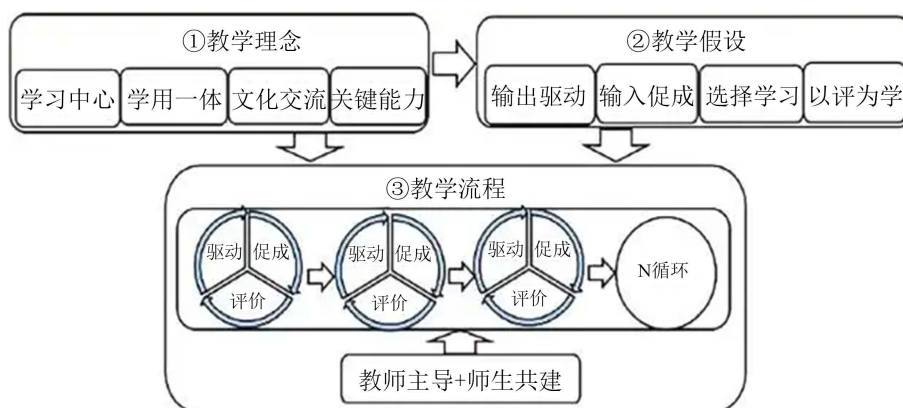 ①教学理念
学习中心 学用一体 文化交流 关键能力
②教学假设
输出驱动 输入促成 选择学习 以评为学
③教学流程
驱动 促成
评价
驱动 促成
评价
驱动 促成
评价
N循环
教师主导+师生共建